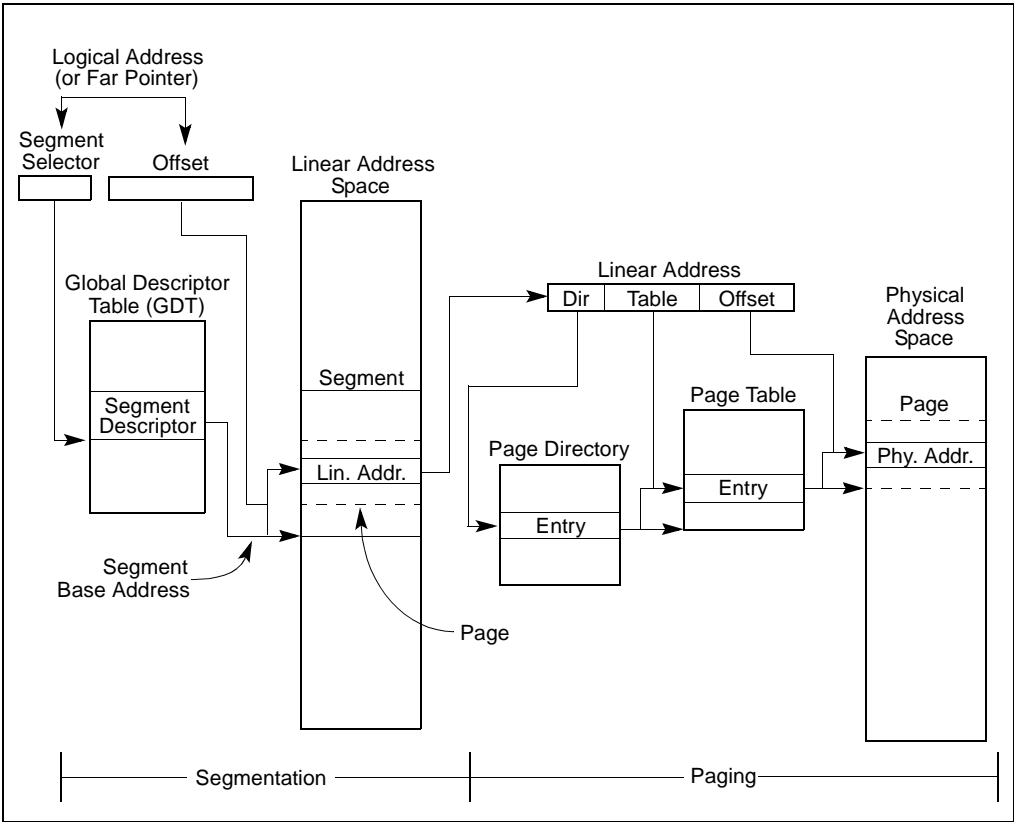 Logical Address
(or Far Pointer)
Segment
Selector
Offset
Linear Address
Space
Global Descriptor
Table (GDT)
Segment
Descriptor
Segment
Base Address
Segment
Lin. Addr.
Page
Linear Address
Dir
Table
Offset
Page Directory
Entry
Page Table
Entry
Physical
Address
Space
Page
Phy. Addr.
Segmentation
Paging